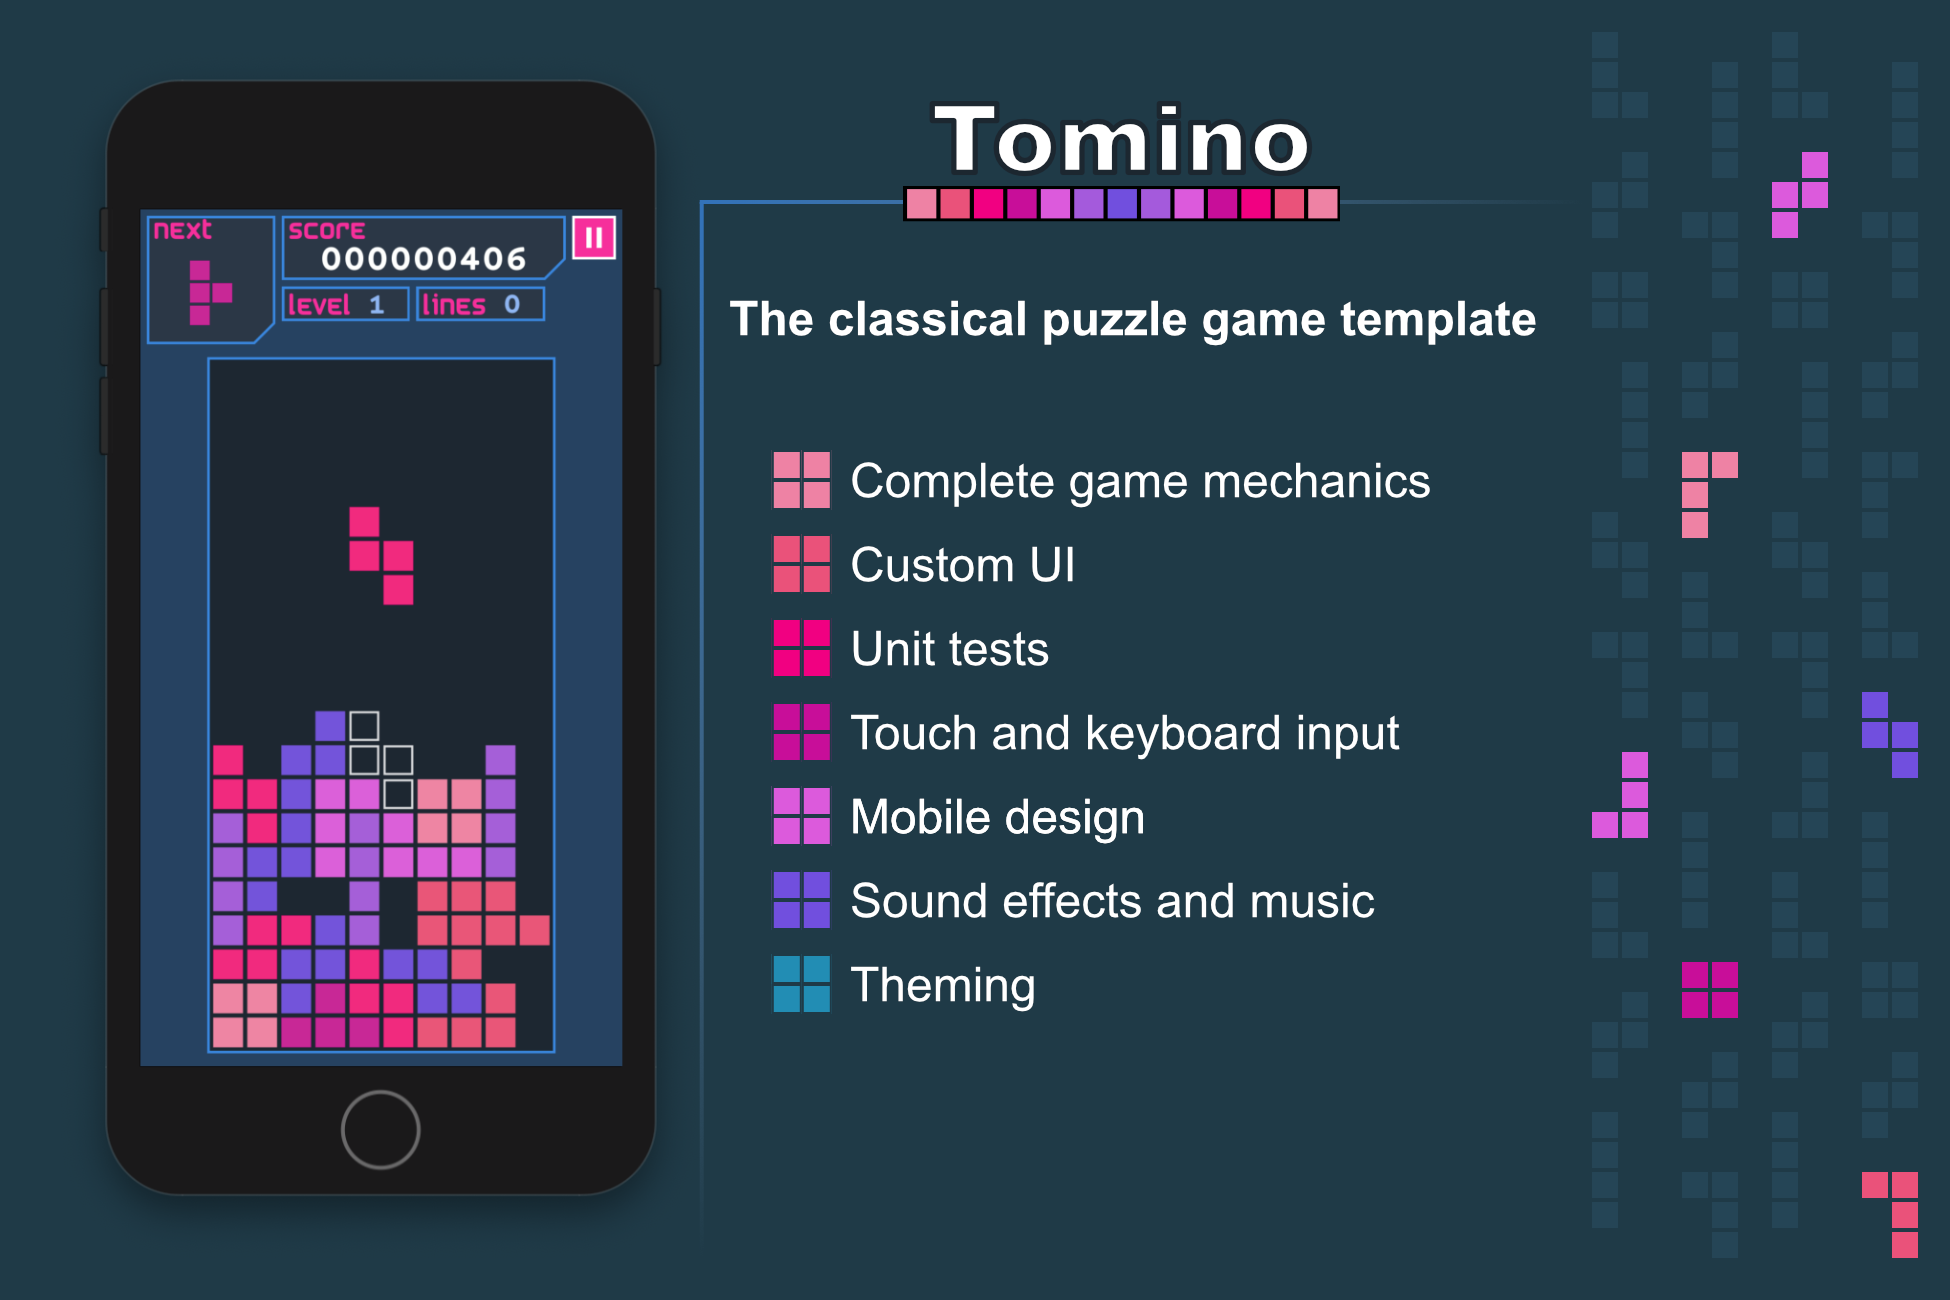 next
score
000000406
level 1
lines 0
Tomino
The classical puzzle game template
Complete game mechanics
Custom UI
Unit tests
Touch and keyboard input
Mobile design
Sound effects and music
Theming